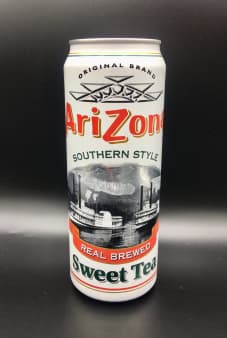 ORIGINAL BRAND
AriZona
SOUTHERN STYLE
REAL BREWED
Sweet Tea